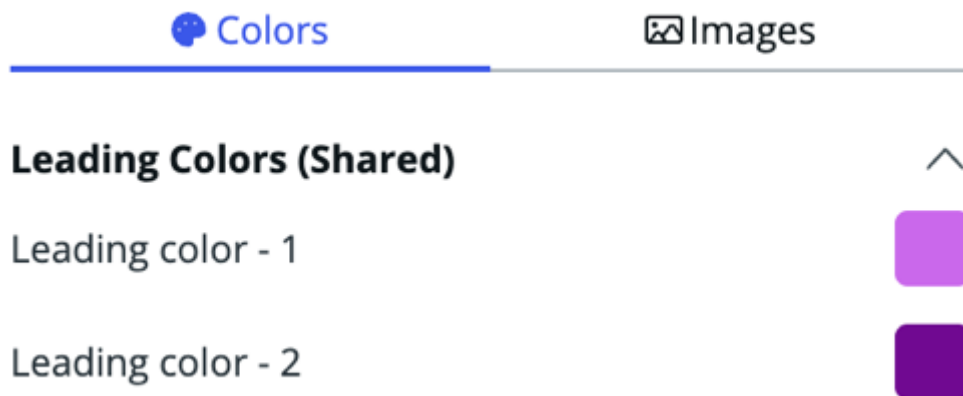 Colors Images
Leading Colors (Shared)
Leading color - 1
Leading color - 2